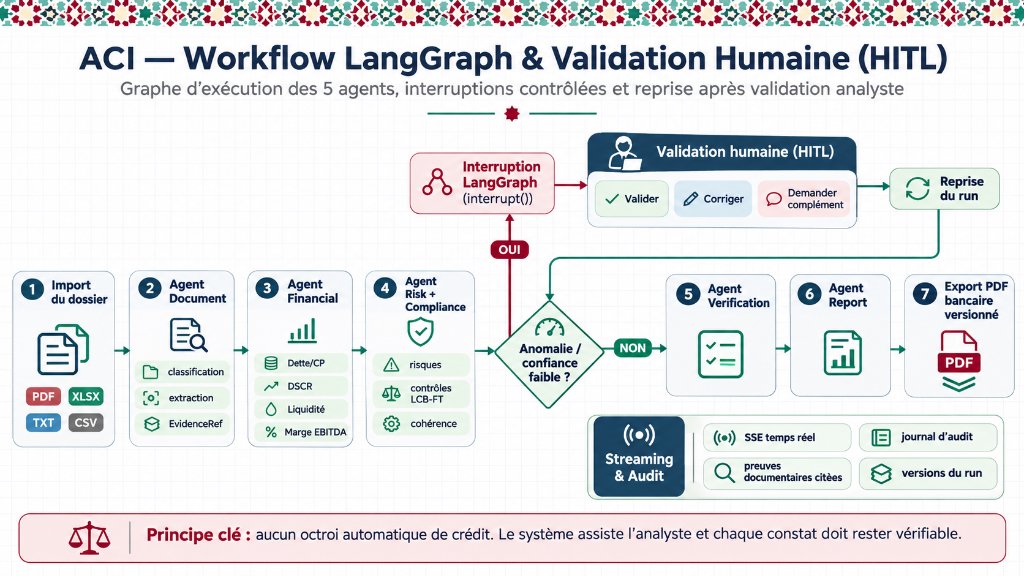 ACI — Workflow LangGraph & Validation Humaine (HITL)
Graphe d'exécution des 5 agents, interruptions contrôlées et reprise après validation analyste
Interruption
LangGraph
(interrupt())
Validation humaine (HITL)
Valider
Corriger
Demander
complément
Reprise
du run
OUI
1
Import
du dossier
PDF
XLSX
TXT
CSV
2
Agent
Document
classification
extraction
EvidenceRef
3
Agent
Financial
Dette/CP
DSCR
Liquidité
Marge EBITDA
4
Agent
Risk +
Compliance
risques
contrôles
LCB-FT
cohérence
Anomalie /
confiance
faible ?
NON
5
Agent
Verification
6
Agent
Report
7
Export PDF
bancaire
versionné
PDF
Streaming
& Audit
SSE temps réel
journal d'audit
preuves
documentaires citèes
versions du run
Principe clé : aucun octroi automatique de crédit. Le système assiste l'analyste et chaque constat doit rester vérifiable.